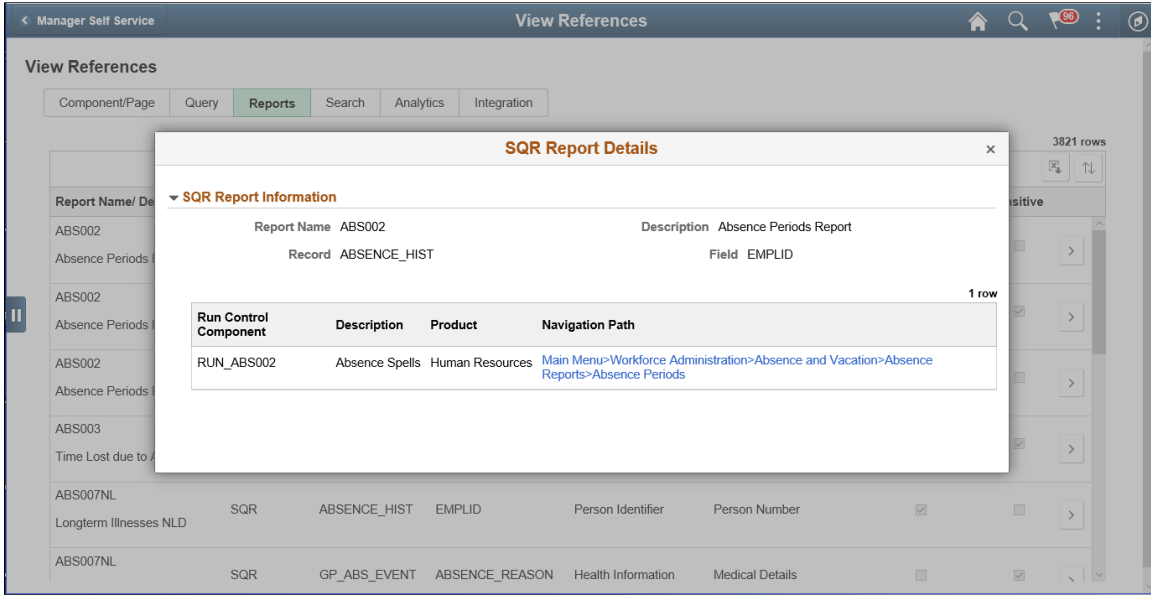 Manager Self Service
View References
96
View References
Component/Page
Query
Reports
Search
Analytics
Integration
3821 rows
SQR Report Details
SQR Report Information
Report Name ABS002
Description Absence Periods Report
Record ABSENCE_HIST
Field EMPLID
1 row
Run Control
Component
Description
Product
Navigation Path
RUN_ABS002
Absence Spells
Human Resources
Main Menu>Workforce Administration>Absence and Vacation>Absence
Reports>Absence Periods
Report Name/ De
sitive
ABS002
Absence Periods
ABS002
Absence Periods
ABS002
Absence Periods
ABS003
Time Lost due to
ABS007NL
Longterm Illnesses NLD
SQR
ABSENCE_HIST
EMPLID
Person Identifier
Person Number
ABS007NL
SQR
GP_ABS_EVENT
ABSENCE_REASON
Health Information
Medical Details